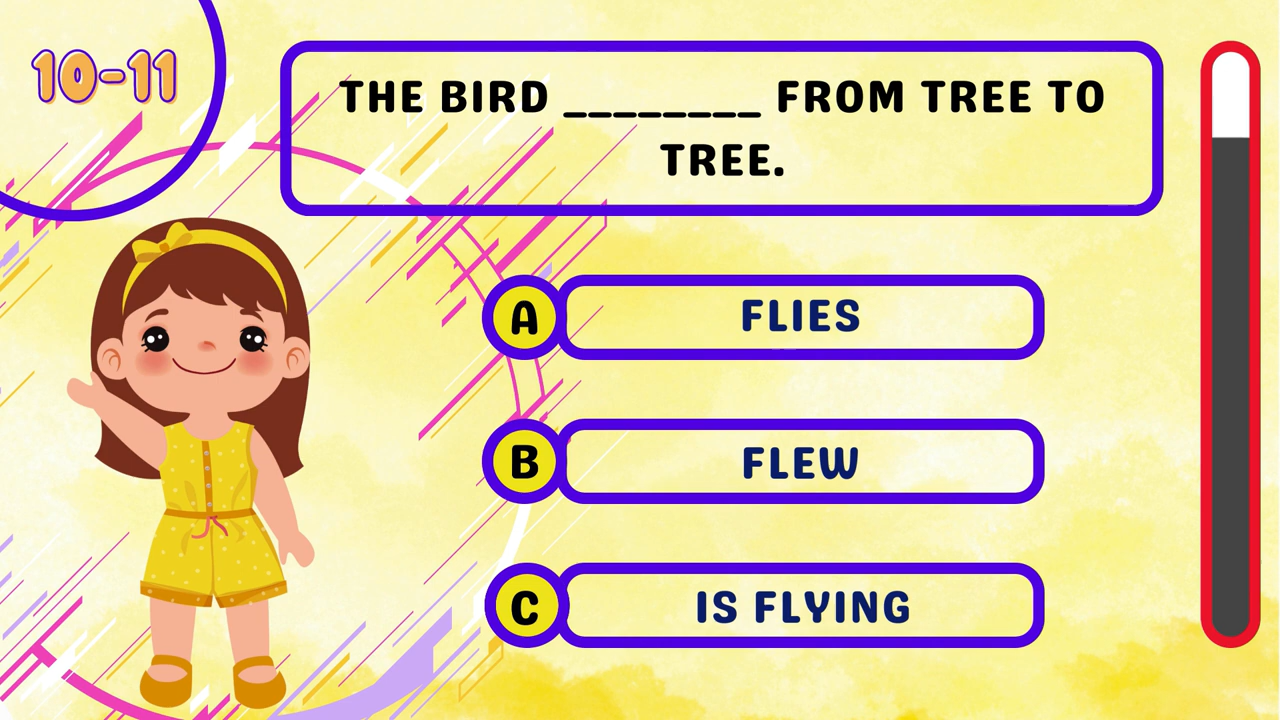 10-11
THE BIRD ________ FROM TREE TO
TREE.
A FLIES
B FLEW
C IS FLYING